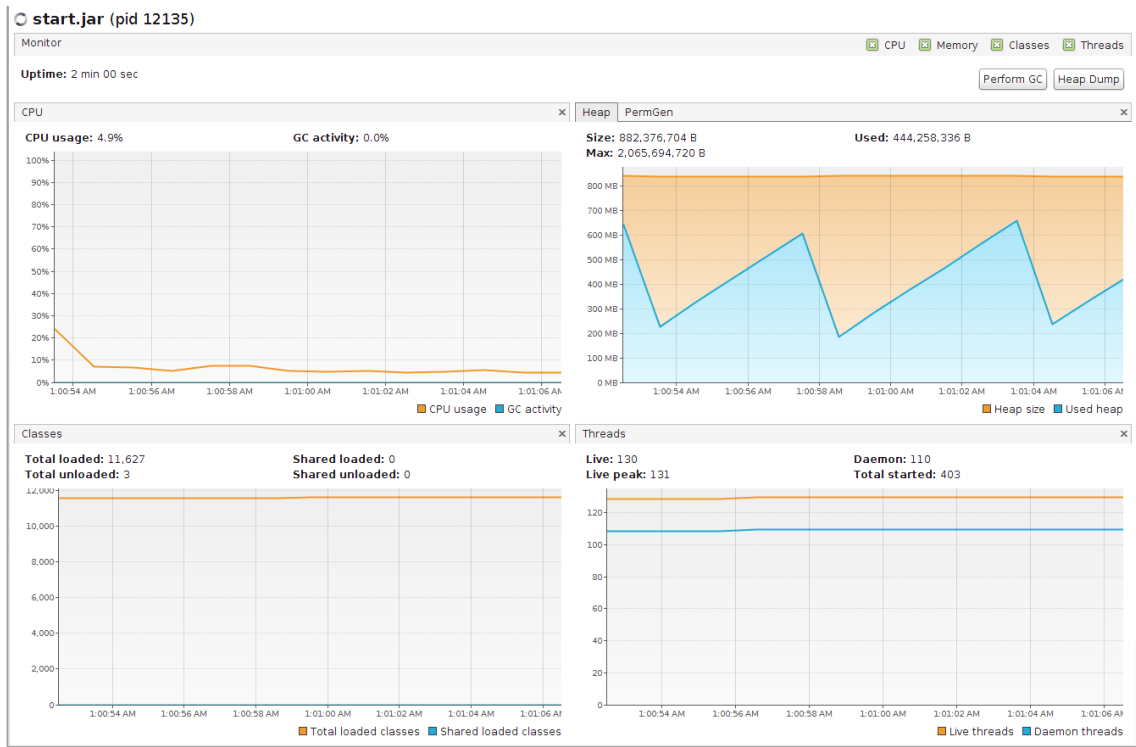 start.jar (pid 12135)
Monitor
CPU Memory Classes Threads
Uptime: 2 min 00 sec
Perform GC Heap Dump
CPU
CPU usage: 4.9% GC activity: 0.0%
100%
90%
80%
70%
60%
50%
40%
30%
20%
10%
0%
1:00:54 AM 1:00:56 AM 1:00:58 AM 1:01:00 AM 1:01:02 AM 1:01:04 AM 1:01:06 AM
CPU usage GC activity
Heap PermGen
Size: 882,376,704 B Used: 444,258,336 B
Max: 2,065,694,720 B
800 MB
700 MB
600 MB
500 MB
400 MB
300 MB
200 MB
100 MB
0 MB
1:00:54 AM 1:00:56 AM 1:00:58 AM 1:01:00 AM 1:01:02 AM 1:01:04 AM 1:01:06 AM
Heap size Used heap
Classes
Total loaded: 11,627 Shared loaded: 0
Total unloaded: 3 Shared unloaded: 0
12,000
10,000
8,000
6,000
4,000
2,000
0
1:00:54 AM 1:00:56 AM 1:00:58 AM 1:01:00 AM 1:01:02 AM 1:01:04 AM 1:01:06 AM
Total loaded classes Shared loaded classes
Threads
Live: 130 Daemon: 110
Live peak: 131 Total started: 403
120
100
80
60
40
20
0
1:00:54 AM 1:00:56 AM 1:00:58 AM 1:01:00 AM 1:01:02 AM 1:01:04 AM 1:01:06 AM
Live threads Daemon threads